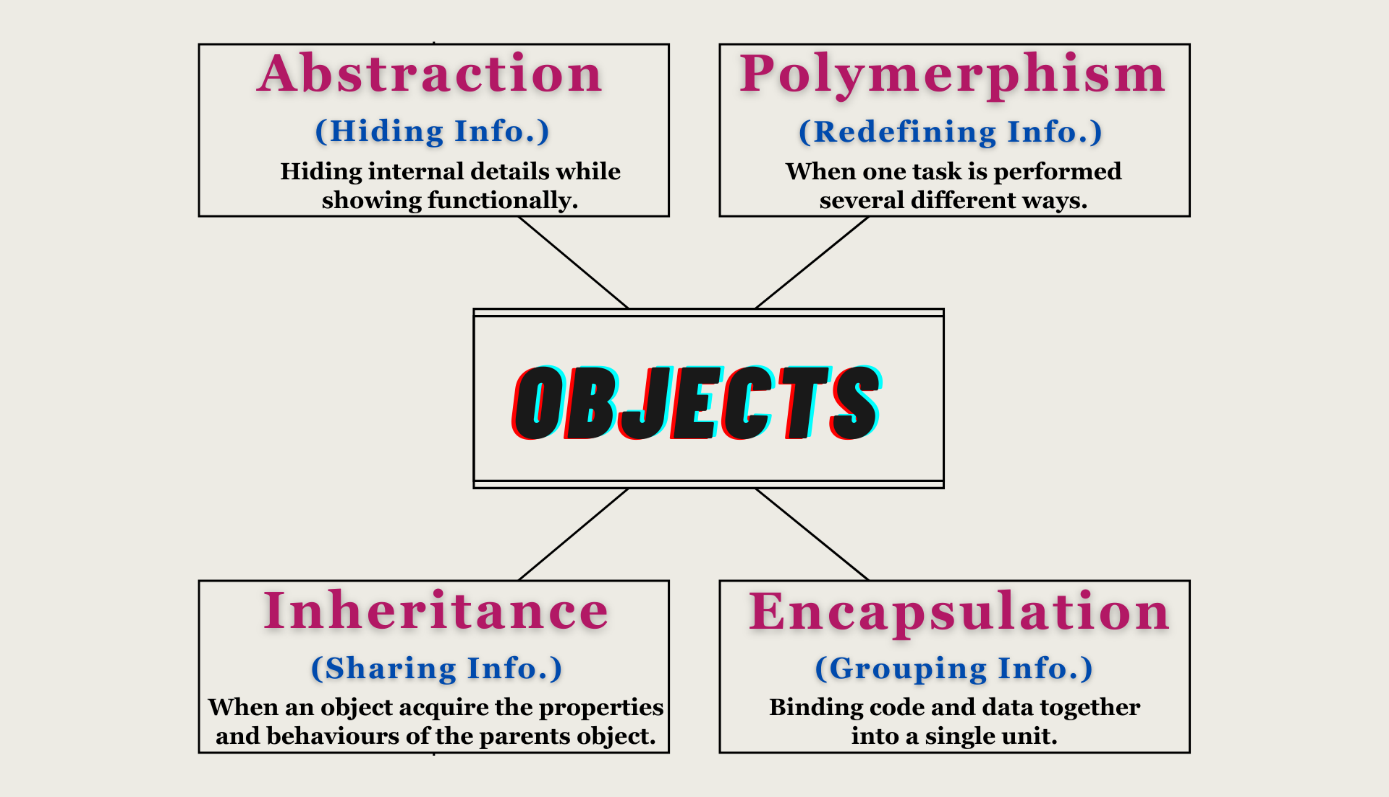 Abstraction
(Hiding Info.)
Hiding internal details while
showing functionally.
Polymerphism
(Redefining Info.)
When one task is performed
several different ways.
OBJECTS
Inheritance
(Sharing Info.)
When an object acquire the properties
and behaviours of the parents object.
Encapsulation
(Grouping Info.)
Binding code and data together
into a single unit.